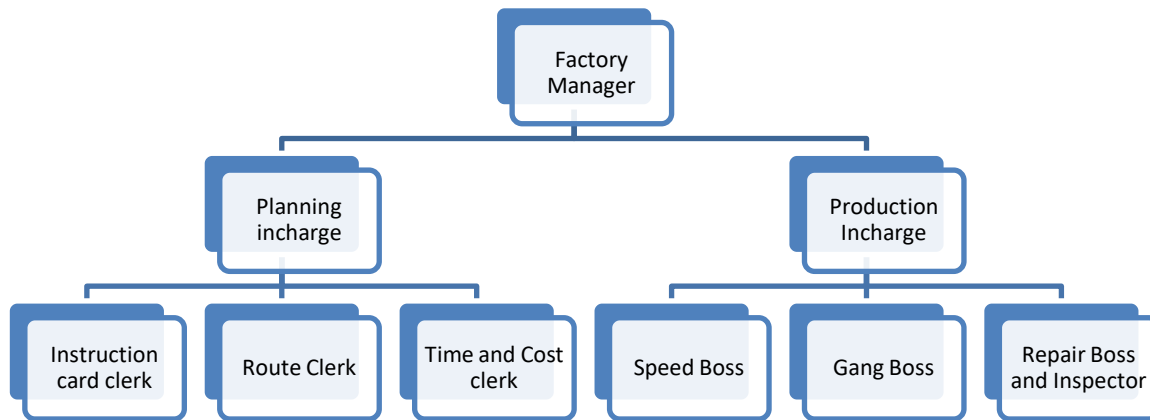 Factory
Manager
Planning
incharge
Production
Incharge
Instruction
card clerk
Route Clerk
Time and Cost
clerk
Speed Boss
Gang Boss
Repair Boss
and Inspector